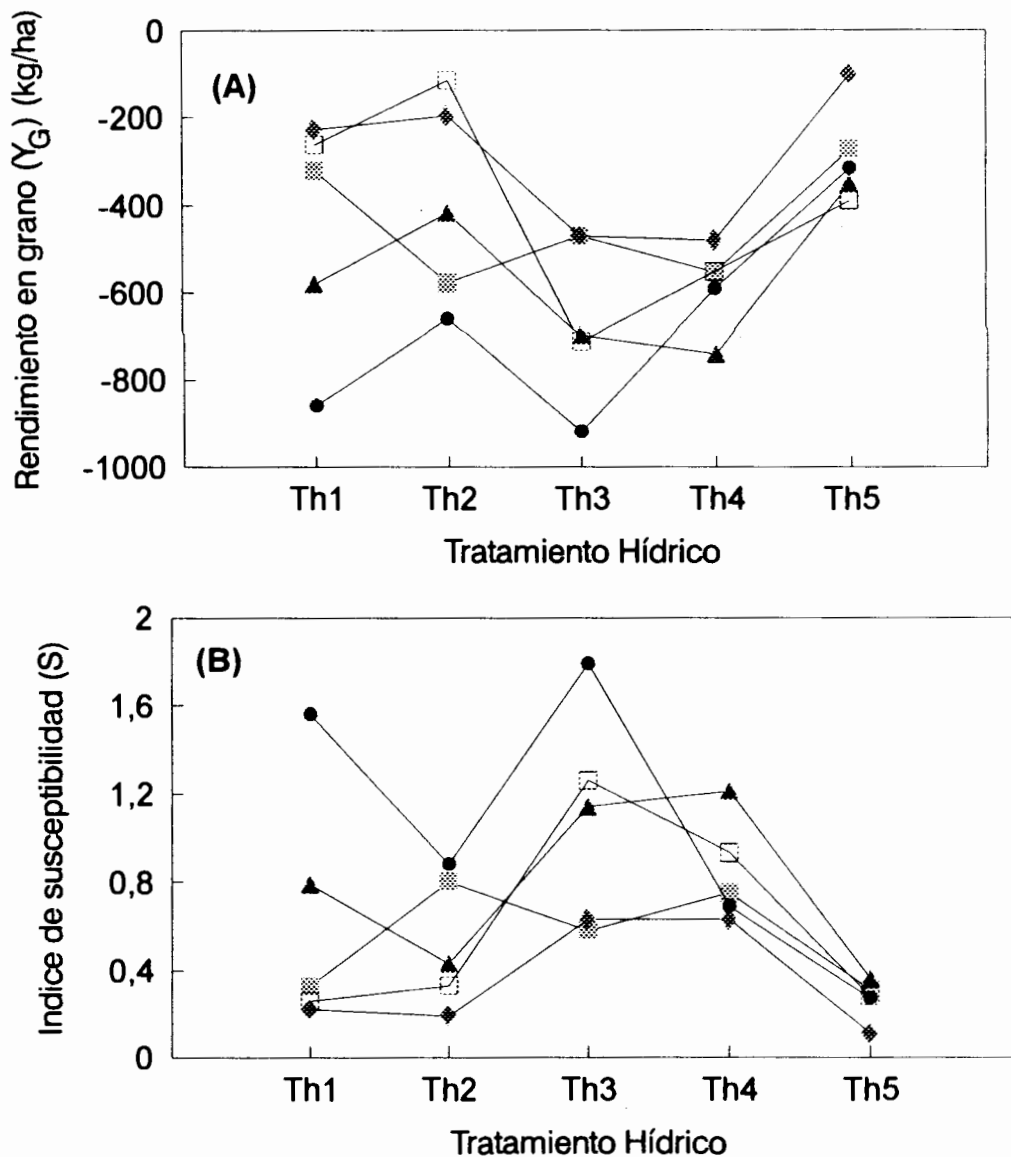 Rendimiento en grano (Y_G) (kg/ha)
(A)
0
-200
-400
-600
-800
-1000
Th1 Th2 Th3 Th4 Th5
Tratamiento Hídrico
Indice de susceptibilidad (S)
(B)
2
1,6
1,2
0,8
0,4
0
Th1 Th2 Th3 Th4 Th5
Tratamiento Hídrico